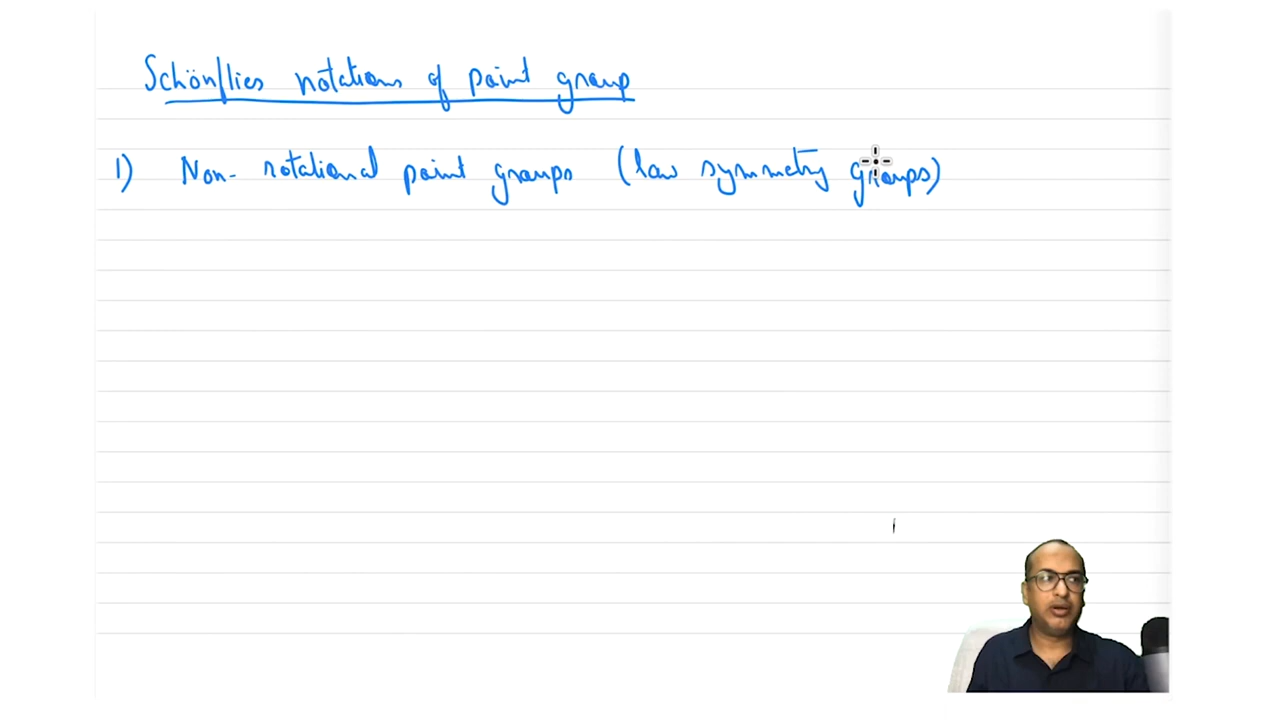 Schönflies notations of point group
1) Non-rotational point groups (low symmetry groups)